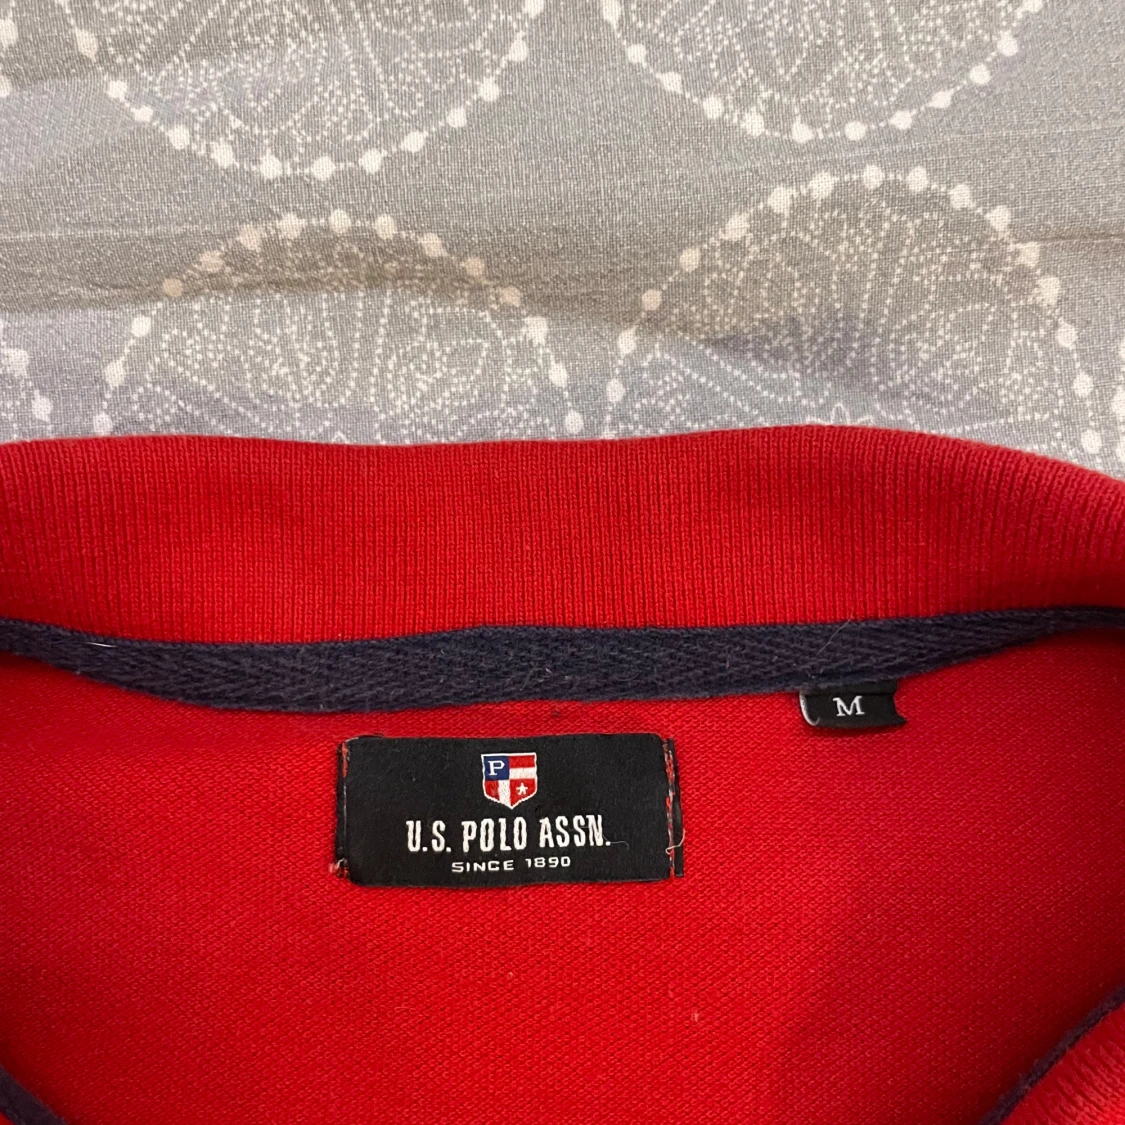 M
P
U.S. POLO ASSN.
SINCE 1890